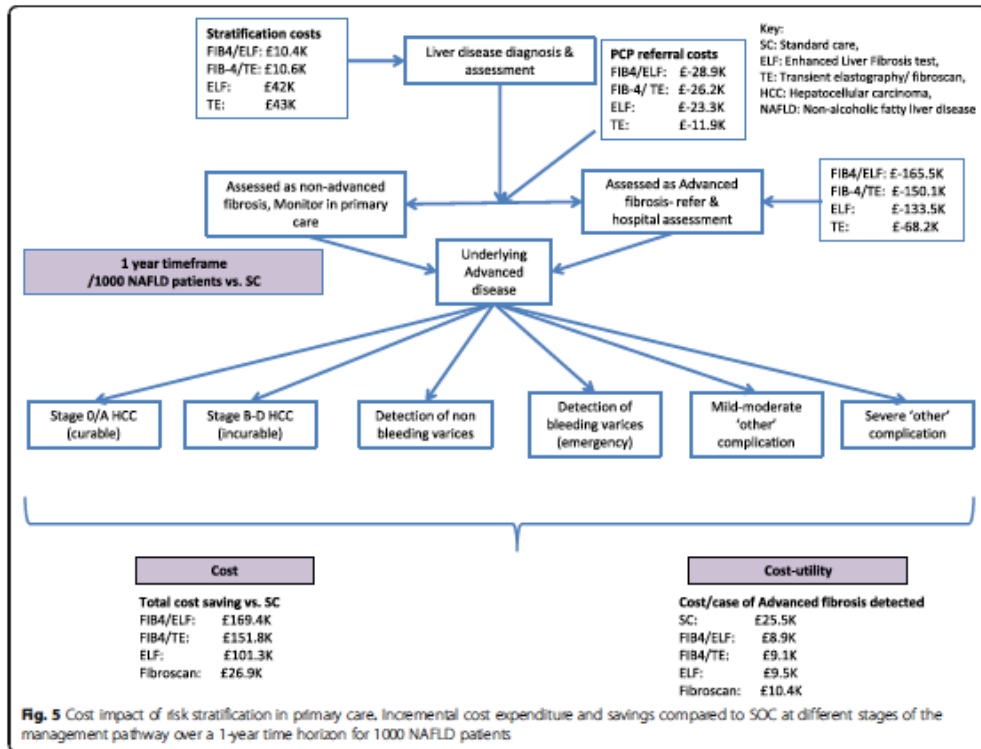 Stratification costs
FIB4/ELF: £10.4K
FIB-4/TE: £10.6K
ELF: £42K
TE: £43K
Liver disease diagnosis &
assessment
PCP referral costs
FIB4/ELF: £-28.9K
FIB-4/ TE: £-26.2K
ELF: £-23.3K
TE: £-11.9K
Key:
SC: Standard care,
ELF: Enhanced Liver Fibrosis test,
TE: Transient elastography/ fibroscan,
HCC: Hepatocellular carcinoma,
NAFLD: Non-alcoholic fatty liver disease
Assessed as non-advanced
fibrosis, Monitor in primary
care
Assessed as Advanced
fibrosis- refer &
hospital assessment
FIB4/ELF: £-165.5K
FIB-4/TE: £-150.1K
ELF: £-133.5K
TE: £-68.2K
1 year timeframe
/1000 NAFLD patients vs. SC
Underlying
Advanced
disease
Stage 0/A HCC
(curable)
Stage B-D HCC
(incurable)
Detection of non
bleeding varices
Detection of
bleeding varices
(emergency)
Mild-moderate
'other'
complication
Severe 'other'
complication
Cost
Total cost saving vs. SC
FIB4/ELF: £169.4K
FIB4/TE: £151.8K
ELF: £101.3K
Fibroscan: £26.9K
Cost-utility
Cost/case of Advanced fibrosis detected
SC: £25.5K
FIB4/ELF: £8.9K
FIB4/TE: £9.1K
ELF: £9.5K
Fibroscan: £10.4K
Fig. 5 Cost impact of risk stratification in primary care. Incremental cost expenditure and savings compared to SOC at different stages of the
management pathway over a 1-year time horizon for 1000 NAFLD patients